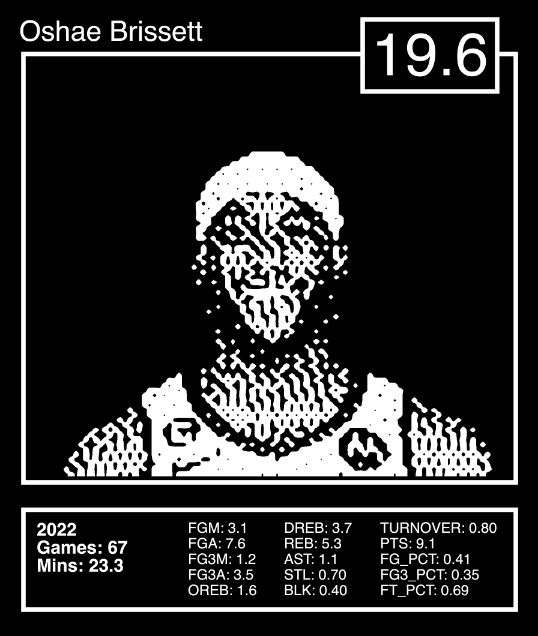 Oshae Brissett
19.6
2022
Games: 67
Mins: 23.3
FGM: 3.1
FGA: 7.6
FG3M: 1.2
FG3A: 3.5
OREB: 1.6
DREB: 3.7
REB: 5.3
AST: 1.1
STL: 0.70
BLK: 0.40
TURNOVER: 0.80
PTS: 9.1
FG_PCT: 0.41
FG3_PCT: 0.35
FT_PCT: 0.69